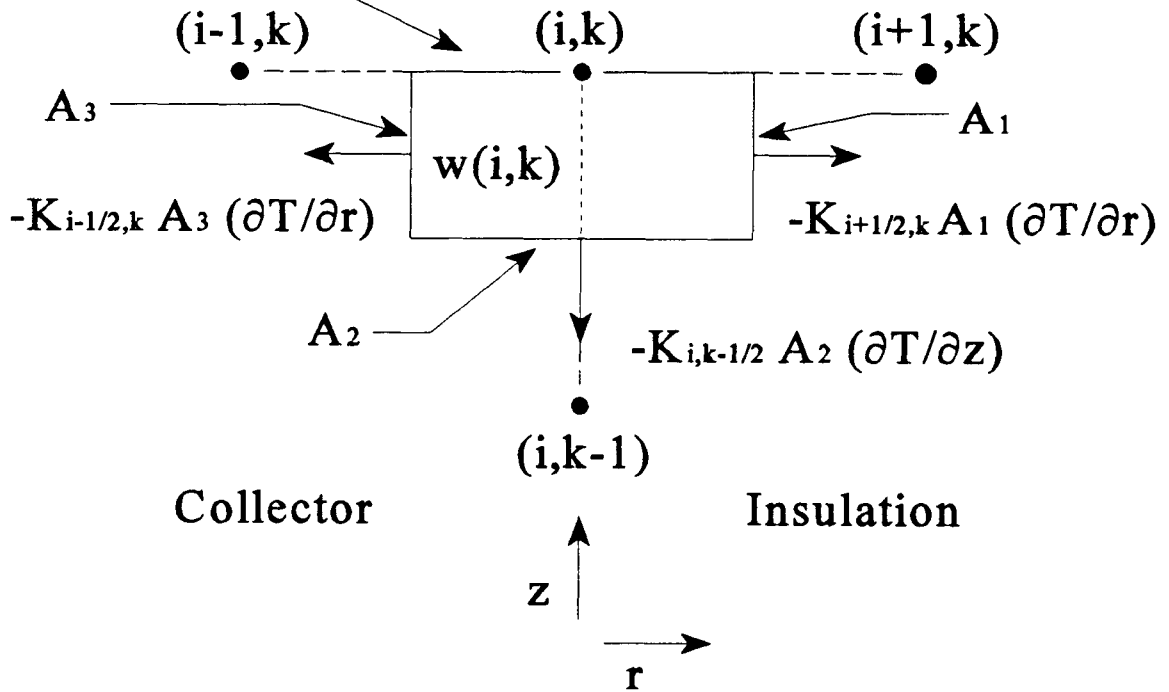 (i-1,k) (i,k) (i+1,k)
A3 A1
w(i,k)
-Ki-1/2,k A3 (∂T/∂r) -Ki+1/2,k A1 (∂T/∂r)
A2
-Ki,k-1/2 A2 (∂T/∂z)
(i,k-1)
Collector Insulation
z
r